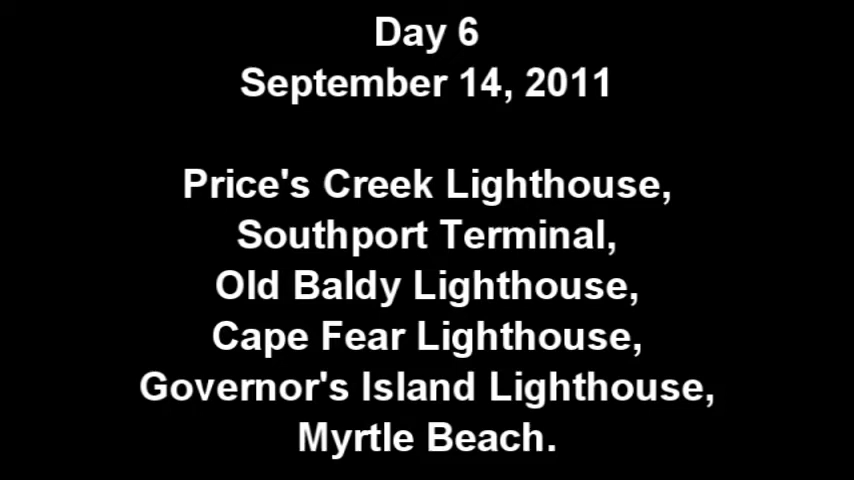 Day 6
September 14, 2011
Price's Creek Lighthouse,
Southport Terminal,
Old Baldy Lighthouse,
Cape Fear Lighthouse,
Governor's Island Lighthouse,
Myrtle Beach.